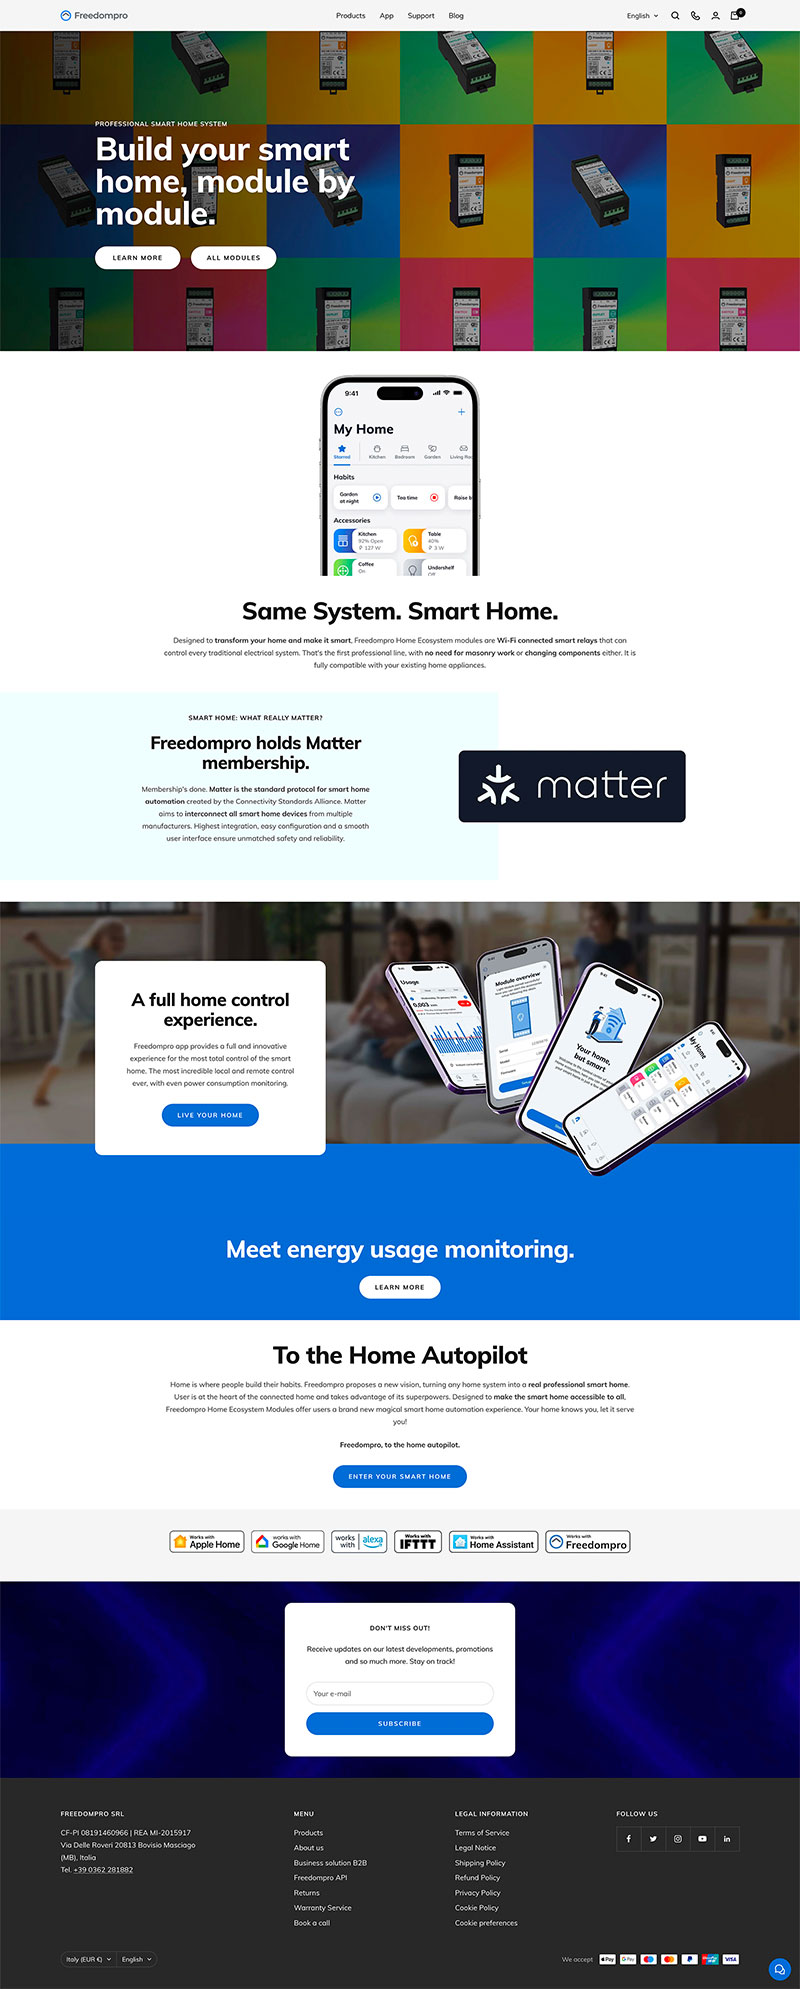 Freedompro
Products
App
Support
Blog
English
0
PROFESSIONAL SMART HOME SYSTEM
Build your smart
home, module by
module.
LEARN MORE
ALL MODULES
9:41
My Home
Starred
Kitchen
Bedroom
Garden
Living Roo
Habits
Garden
at night
Tea time
Raise b
Accessories
Kitchen
92% Open
127 W
Table
80%
3 W
Coffee
On
Undershelf
Off
Same System. Smart Home.
Designed to transform your home and make it smart, Freedompro Home Ecosystem modules are Wi-Fi connected smart relays that can
control every traditional electrical system. That's the first professional line, with no need for masonry work or changing components either. It is
fully compatible with your existing home appliances.
SMART HOME: WHAT REALLY MATTER?
Freedompro holds Matter
membership.
Membership's done. Matter is the standard protocol for smart home
automation created by the Connectivity Standards Alliance. Matter
aims to interconnect all smart home devices from multiple
manufacturers. Highest integration, easy configuration and a smooth
user interface ensure unmatched safety and reliability.
matter
A full home control
experience.
Freedompro app provides a full and innovative
experience for the most total control of the smart
home. The most incredible local and remote control
ever, with even power consumption monitoring.
LIVE YOUR HOME
Usage
0,003
Module overview
Your home,
but smart
My Home
Meet energy usage monitoring.
LEARN MORE
To the Home Autopilot
Home is where people build their habits. Freedompro proposes a new vision, turning any home system into a real professional smart home.
User is at the heart of the connected home and takes advantage of its superpowers. Designed to make the smart home accessible to all,
Freedompro Home Ecosystem Modules offer users a brand new magical smart home automation experience. Your home knows you, let it serve
you!
Freedompro, to the home autopilot.
ENTER YOUR SMART HOME
Works with
Apple Home
works with
Google Home
works
with
alexa
Works with
IFTTT
Works with
Home Assistant
Works with
Freedompro
DON'T MISS OUT!
Receive updates on our latest developments, promotions
and so much more. Stay on track!
Your e-mail
SUBSCRIBE
FREEDOMPRO SRL
CF-PI 08191460966 | REA MI-2015917
Via Delle Roveri 20813 Bovisio Masciago
(MB), Italia
Tel. +39 0362 281882
MENU
Products
About us
Business solution B2B
Freedompro API
Returns
Warranty Service
Book a call
LEGAL INFORMATION
Terms of Service
Legal Notice
Shipping Policy
Refund Policy
Privacy Policy
Cookie Policy
Cookie preferences
FOLLOW US
Italy (EUR €)
English
We accept
Pay
G Pay
VISA